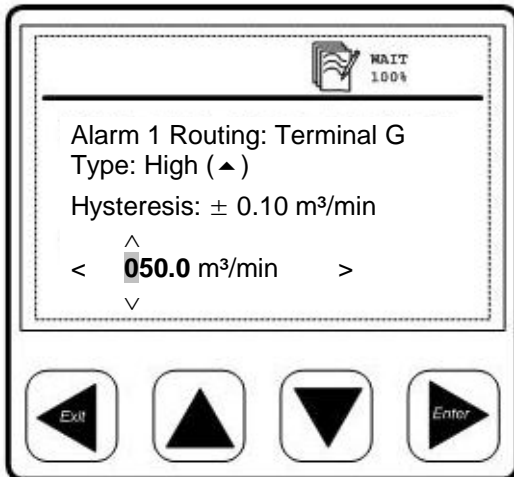 WAIT
100%
Alarm 1 Routing: Terminal G
Type: High (▲)
Hysteresis: ± 0.10 m³/min
^
< 050.0 m³/min >
v
Exit
Enter